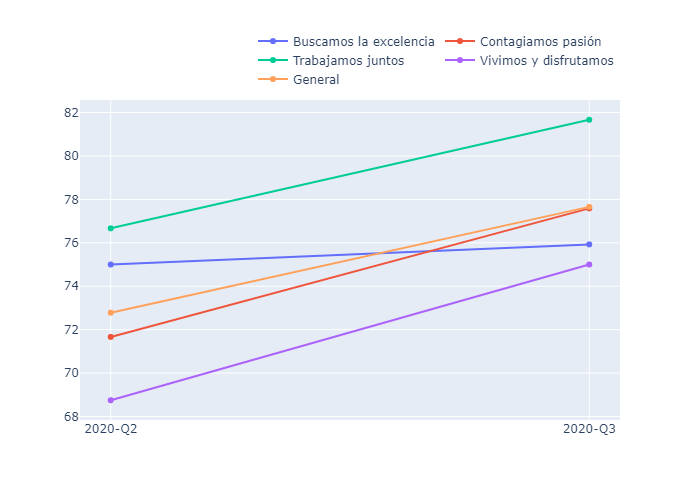 Buscamos la excelencia Contagiamos pasión
Trabajamos juntos Vivimos y disfrutamos
General
82
80
78
76
74
72
70
68
2020-Q2 2020-Q3